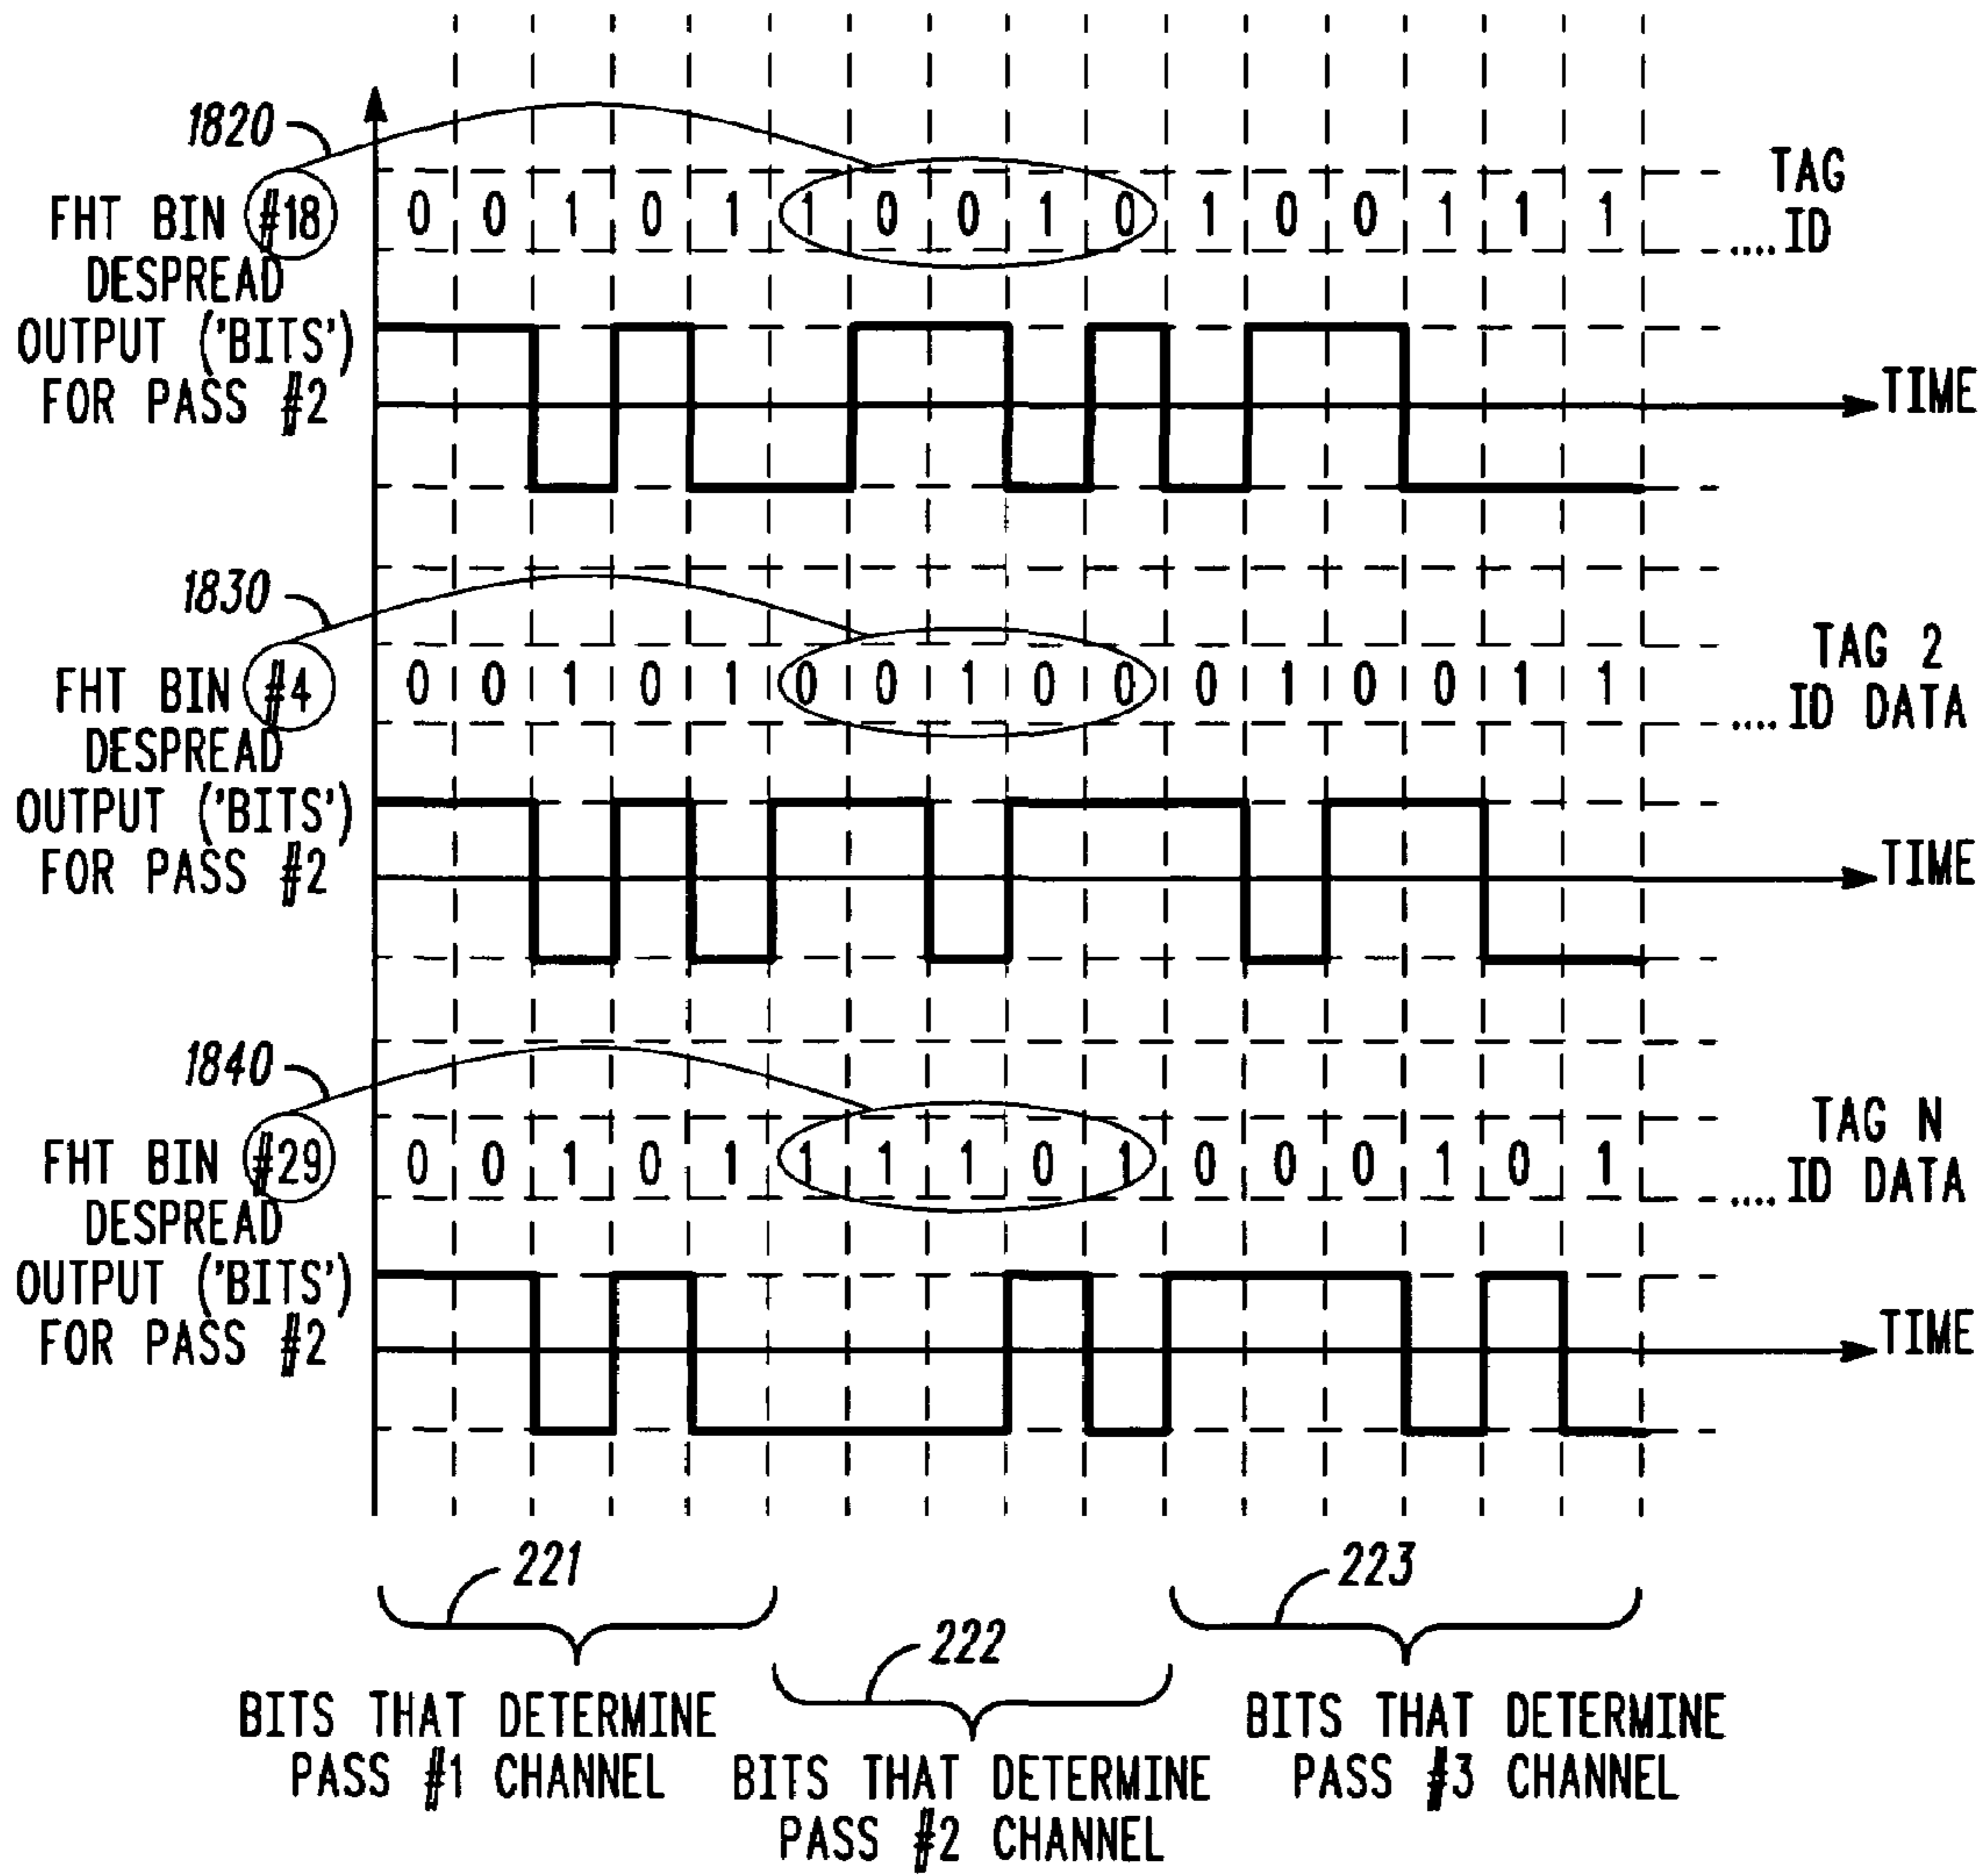 1820
FHT BIN #18
DESPREAD
OUTPUT ('BITS')
FOR PASS #2
0 0 1 0 1 1 0 0 1 0 1 0 0 1 1 1
.... TAG
ID
TIME
1830
FHT BIN #4
DESPREAD
OUTPUT ('BITS')
FOR PASS #2
0 0 1 0 1 0 0 1 0 0 0 1 0 0 1 1
TAG 2
.... ID DATA
TIME
1840
FHT BIN #29
DESPREAD
OUTPUT ('BITS')
FOR PASS #2
0 0 1 0 1 1 1 1 0 1 0 0 0 1 0 1
TAG N
.... ID DATA
TIME
221
BITS THAT DETERMINE
PASS #1 CHANNEL
222
BITS THAT DETERMINE
PASS #2 CHANNEL
223
BITS THAT DETERMINE
PASS #3 CHANNEL